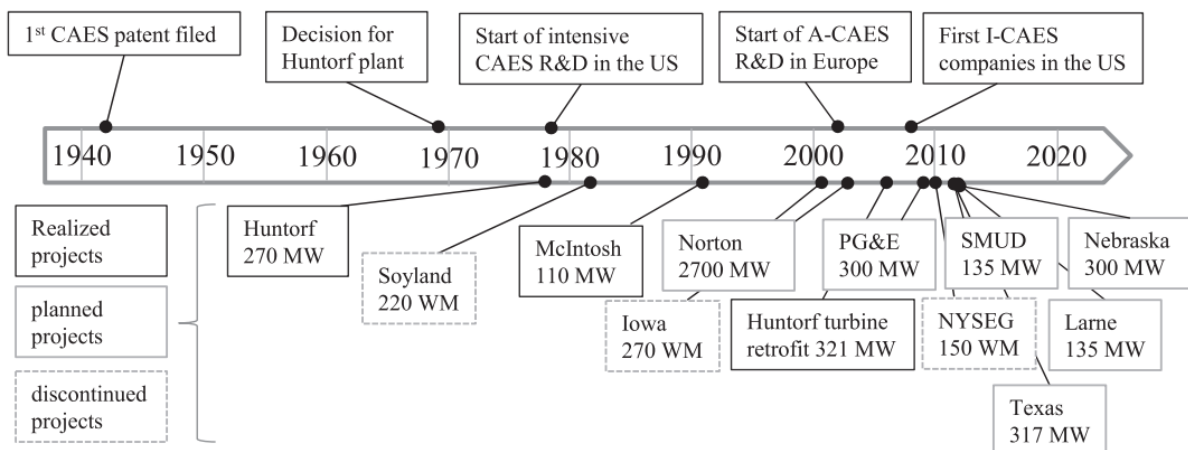 1st CAES patent filed
Decision for
Huntorf plant
Start of intensive
CAES R&D in the US
Start of A-CAES
R&D in Europe
First I-CAES
companies in the US
1940 1950 1960 1970 1980 1990 2000 2010 2020
Realized
projects
planned
projects
discontinued
projects
Huntorf
270 MW
Soyland
220 WM
McIntosh
110 MW
Norton
2700 MW
PG&E
300 MW
SMUD
135 MW
Nebraska
300 MW
Iowa
270 WM
Huntorf turbine
retrofit 321 MW
NYSEG
150 WM
Larne
135 MW
Texas
317 MW